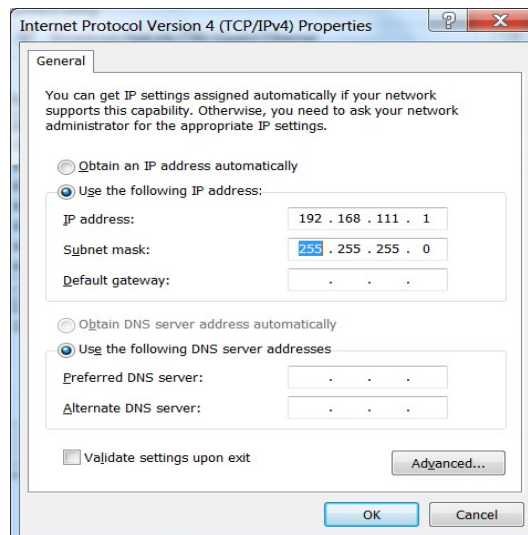 Internet Protocol Version 4 (TCP/IPv4) Properties
General
You can get IP settings assigned automatically if your network
supports this capability. Otherwise, you need to ask your network
administrator for the appropriate IP settings.
Obtain an IP address automatically
Use the following IP address:
IP address: 192 . 168 . 111 . 1
Subnet mask: 255 . 255 . 255 . 0
Default gateway: . . .
Obtain DNS server address automatically
Use the following DNS server addresses
Preferred DNS server: . . .
Alternate DNS server: . . .
Validate settings upon exit
Advanced...
OK Cancel